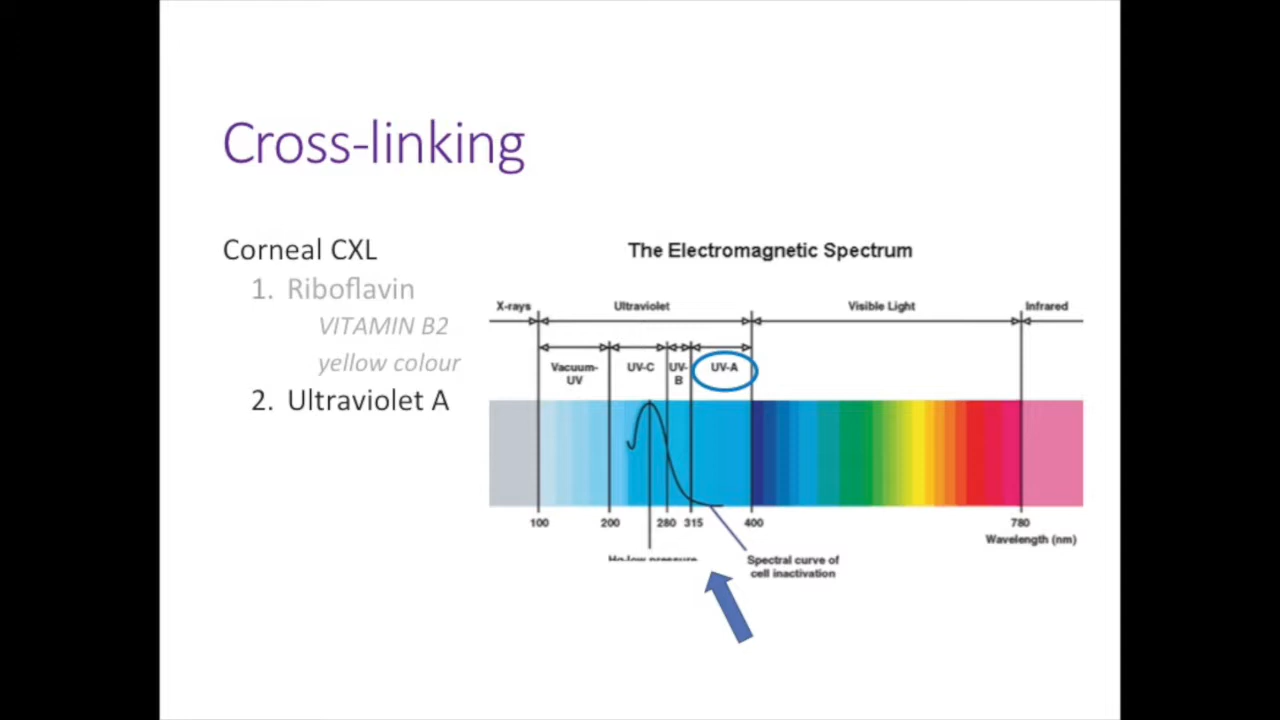 Cross-linking
Corneal CXL
1. Riboflavin
VITAMIN B2
yellow colour
2. Ultraviolet A
The Electromagnetic Spectrum
X-rays Ultraviolet Visible Light Infrared
Vacuum-
UV
UV-C
UV-
B
UV-A
100 200 280 315 400 780
Wavelength (nm)
Spectral curve of
cell inactivation